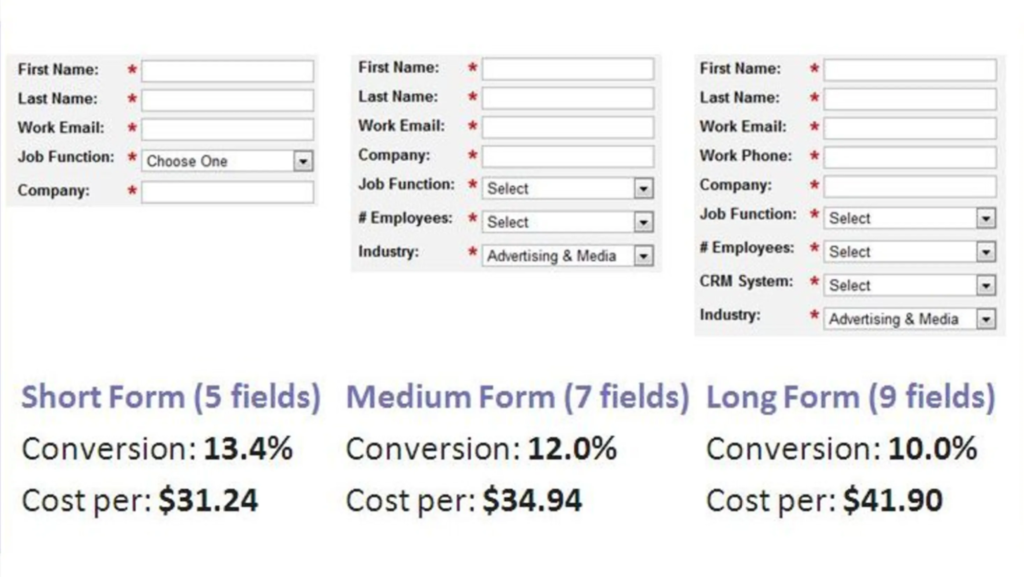 First Name: *
Last Name: *
Work Email: *
Job Function: * Choose One
Company: *
First Name: *
Last Name: *
Work Email: *
Company: *
Job Function: * Select
# Employees: * Select
Industry: * Advertising & Media
First Name: *
Last Name: *
Work Email: *
Work Phone: *
Company: *
Job Function: * Select
# Employees: * Select
CRM System: * Select
Industry: * Advertising & Media
Short Form (5 fields)
Conversion: 13.4%
Cost per: $31.24
Medium Form (7 fields)
Conversion: 12.0%
Cost per: $34.94
Long Form (9 fields)
Conversion: 10.0%
Cost per: $41.90